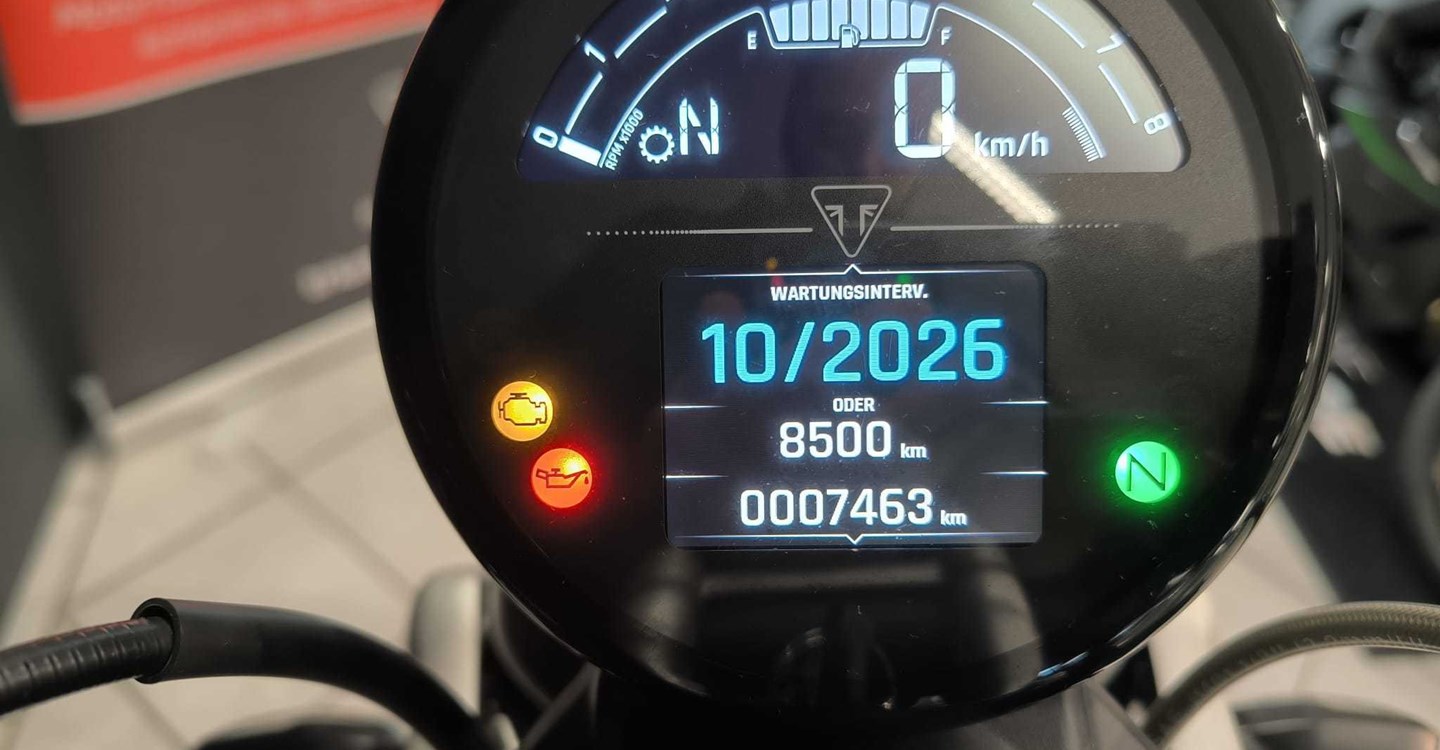 E F
0 1 7 8
RPM x1000
N 0 km/h
WARTUNGSINTERV.
10/2026
ODER
8500 km
0007463 km
N